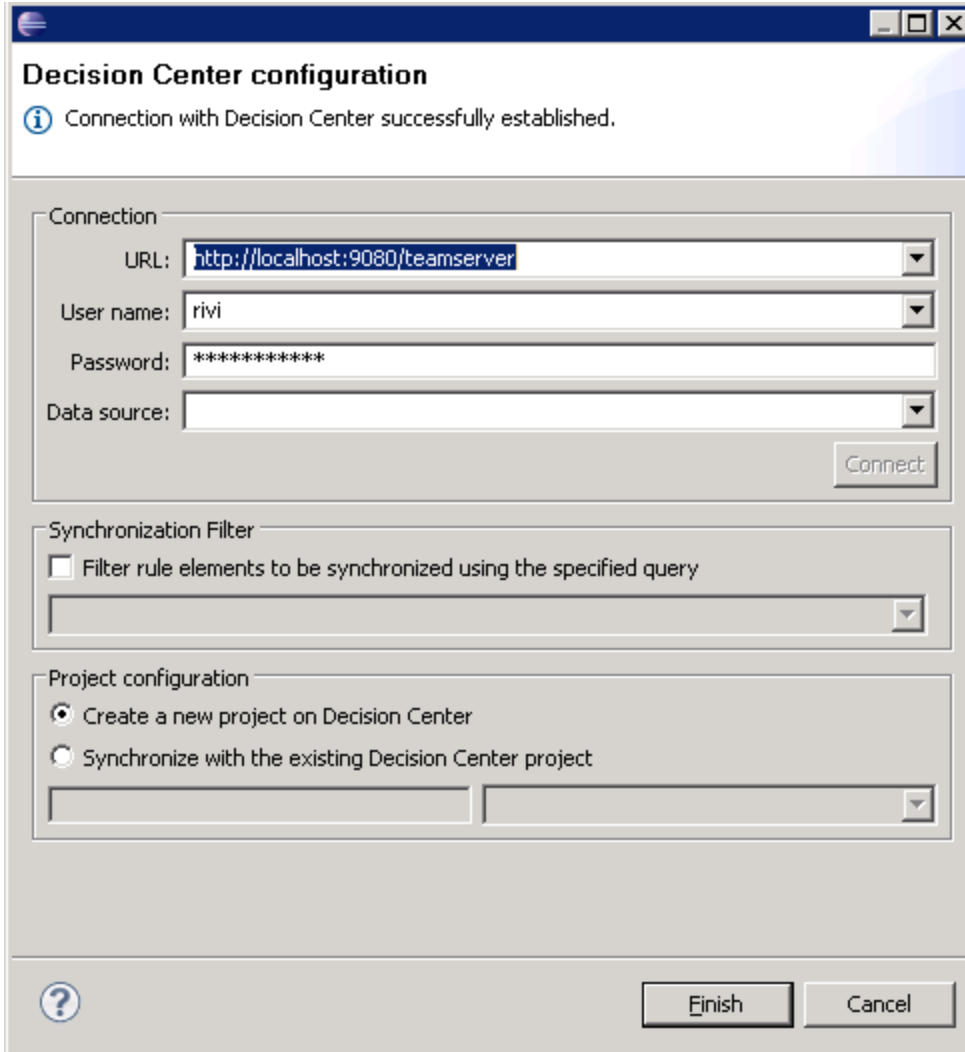 Decision Center configuration
Connection with Decision Center successfully established.
Connection
URL: http://localhost:9080/teamserver
User name: rivi
Password: ***********
Data source:
Connect
Synchronization Filter
Filter rule elements to be synchronized using the specified query
Project configuration
Create a new project on Decision Center
Synchronize with the existing Decision Center project
Finish Cancel